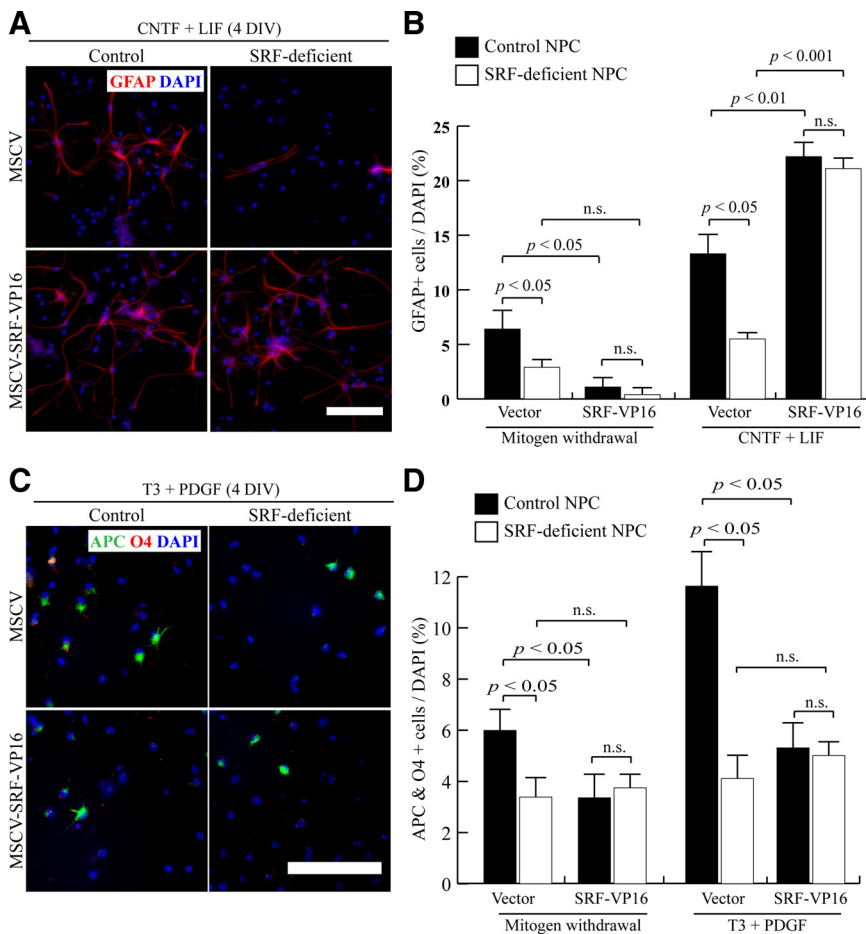 A
CNTF + LIF (4 DIV)
Control SRF-deficient
GFAP DAPI
MSCV
MSCV-SRF-VP16
B
Control NPC
SRF-deficient NPC
p < 0.001
p < 0.01
n.s.
n.s.
p < 0.05
p < 0.05
p < 0.05
n.s.
GFAP+ cells / DAPI (%)
25
20
15
10
5
0
Vector SRF-VP16 Vector SRF-VP16
Mitogen withdrawal CNTF + LIF
C
T3 + PDGF (4 DIV)
Control SRF-deficient
APC O4 DAPI
MSCV
MSCV-SRF-VP16
D
Control NPC
SRF-deficient NPC
p < 0.05
p < 0.05
n.s.
p < 0.05
n.s.
p < 0.05
n.s.
n.s.
APC & O4 + cells / DAPI (%)
12
10
8
6
4
2
0
Vector SRF-VP16 Vector SRF-VP16
Mitogen withdrawal T3 + PDGF